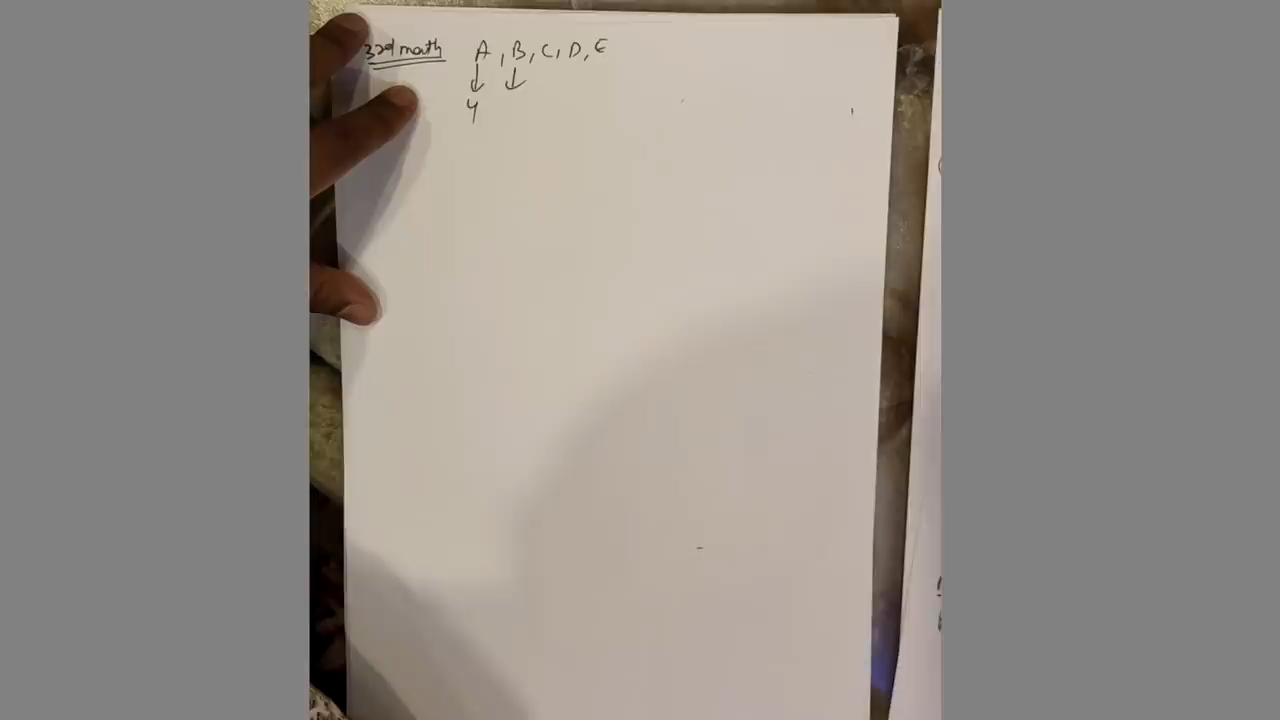 3rd math A, B, C, D, E
↓ ↓
4